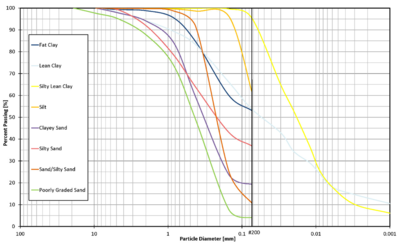 100
90
80
70
60
50
40
30
20
10
0
Percent Passing [%]
Fat Clay
Lean Clay
Silty Lean Clay
Silt
Clayey Sand
Silty Sand
Sand/Silty Sand
Poorly Graded Sand
100 10 1 0.1 #200 0.01 0.001
Particle Diameter [mm]